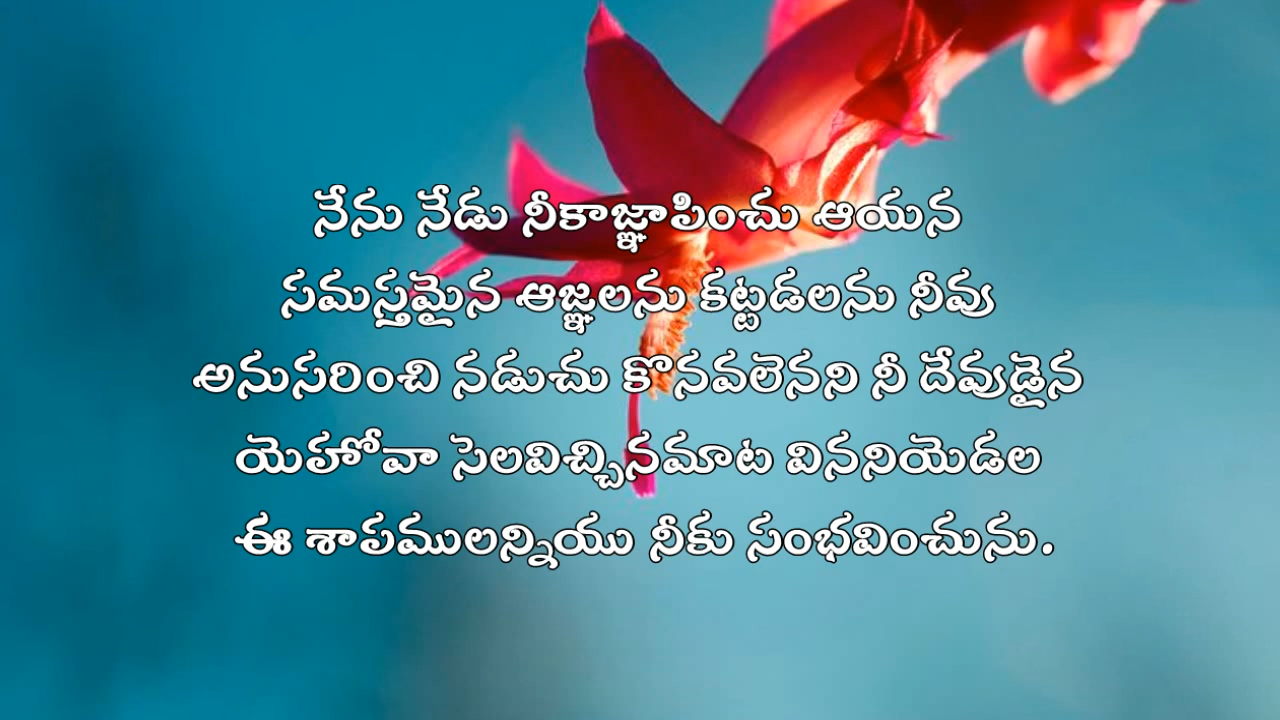 నేను నేడు నీకాజ్ఞాపించు ఆయన
సమస్తమైన ఆజ్ఞలను కట్టడలను నీవు
అనుసరించి నడుచు కొనవలెనని నీ దేవుడైన
యెహోవా సెలవిచ్చినమాట విననియెడల
ఈ శాపములన్నియు నీకు సంభవించును.